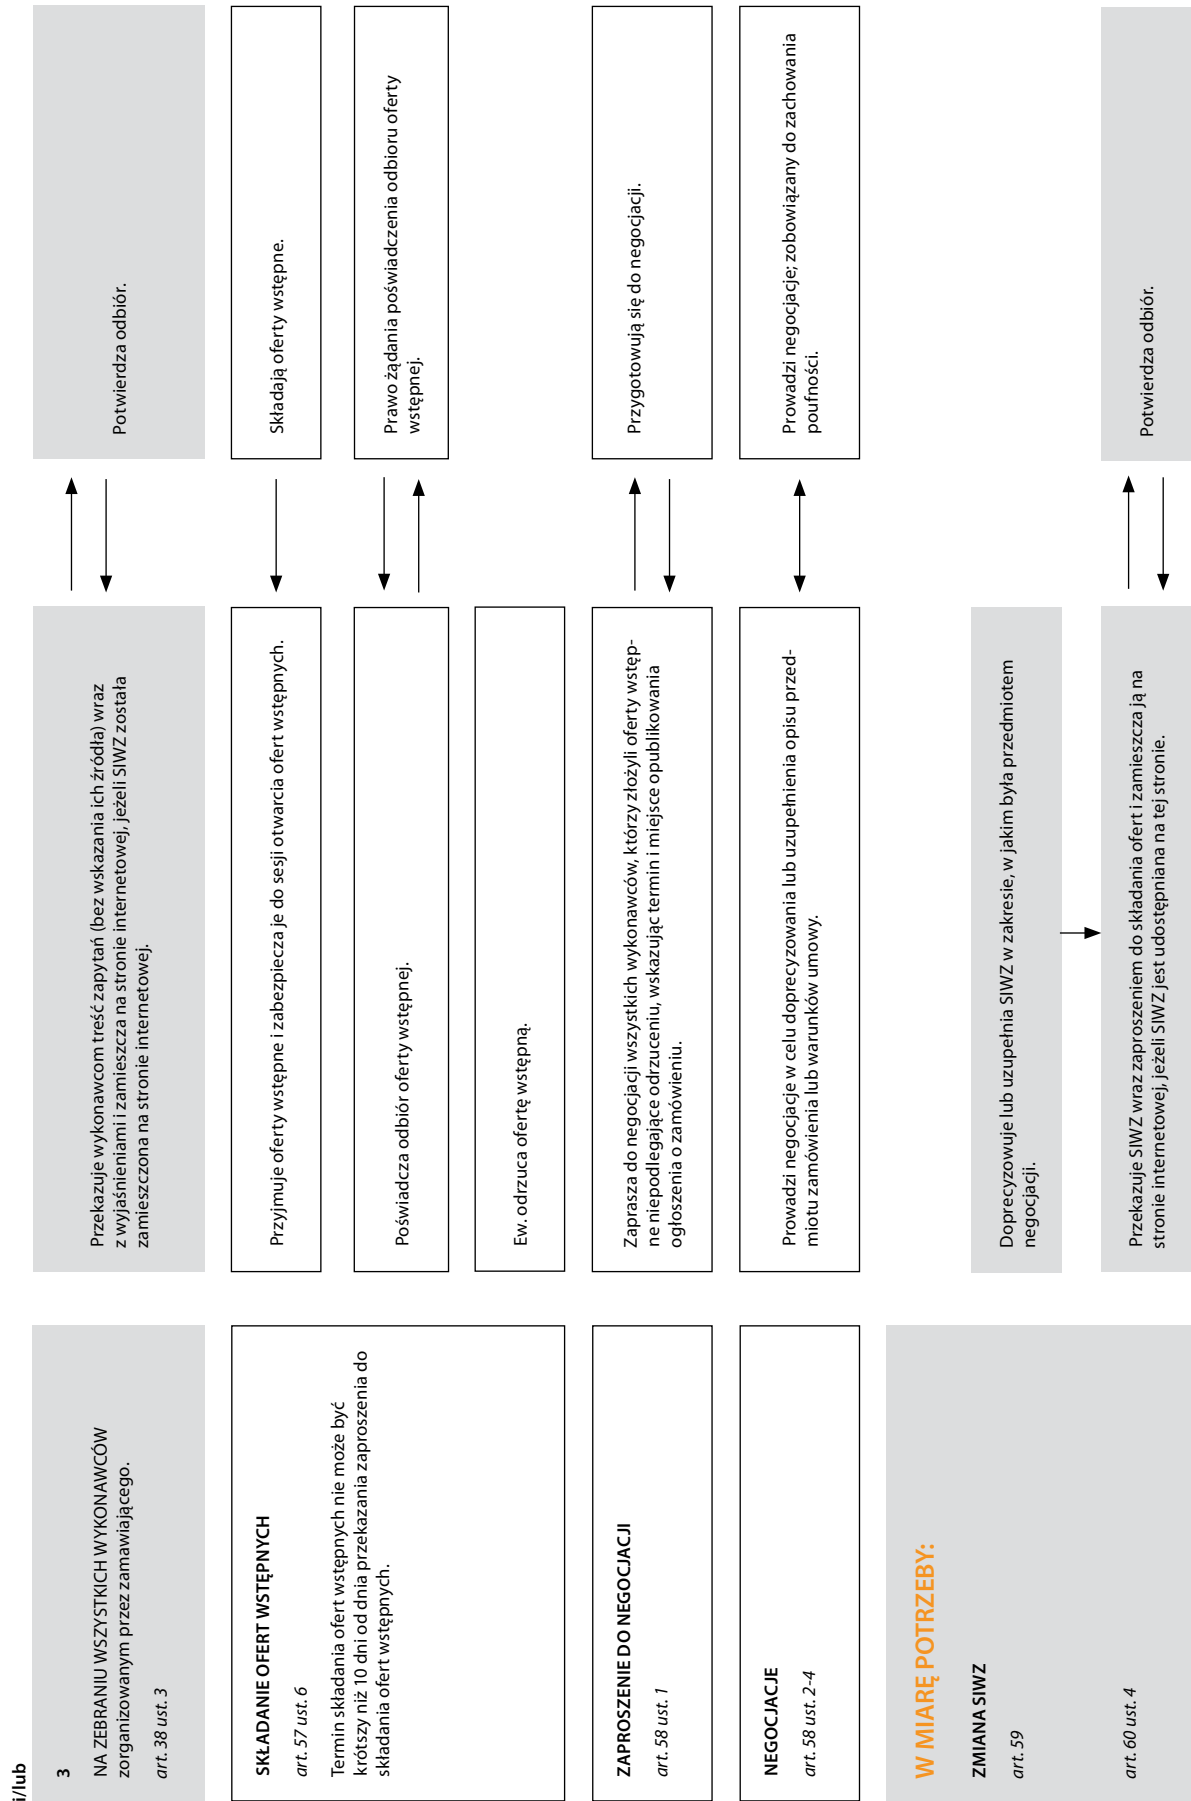 i/lub
3
NA ZEBRANIU WSZYSTKICH WYKONAWCÓW
zorganizowanym przez zamawiającego.
art. 38 ust. 3
Przekazuje wykonawcom treść zapytań (bez wskazania ich źródła) wraz
z wyjaśnieniami i zamieszcza na stronie internetowej, jeżeli SIWZ została
zamieszczona na stronie internetowej.
Potwierdza odbiór.
SKŁADANIE OFERT WSTĘPNYCH
art. 57 ust. 6
Termin składania ofert wstępnych nie może być
krótszy niż 10 dni od dnia przekazania zaproszenia do
składania ofert wstępnych.
Przyjmuje oferty wstępne i zabezpiecza je do sesji otwarcia ofert wstępnych.
Składają oferty wstępne.
Poświadcza odbiór oferty wstępnej.
Prawo żądania poświadczenia odbioru oferty
wstępnej.
Ew. odrzuca ofertę wstępną.
ZAPROSZENIE DO NEGOCJACJI
art. 58 ust. 1
Zaprasza do negocjacji wszystkich wykonawców, którzy złożyli oferty wstęp-
ne niepodlegające odrzuceniu, wskazując termin i miejsce opublikowania
ogłoszenia o zamówieniu.
Przygotowują się do negocjacji.
NEGOCJACJE
art. 58 ust. 2-4
Prowadzi negocjacje w celu doprecyzowania lub uzupełnienia opisu przed-
miotu zamówienia lub warunków umowy.
Prowadzi negocjacje; zobowiązany do zachowania
poufności.
W MIARĘ POTRZEBY:
ZMIANA SIWZ
art. 59
Doprecyzowuje lub uzupełnia SIWZ w zakresie, w jakim była przedmiotem
negocjacji.
art. 60 ust. 4
Przekazuje SIWZ wraz zaproszeniem do składania ofert i zamieszcza ją na
stronie internetowej, jeżeli SIWZ jest udostępniana na tej stronie.
Potwierdza odbiór.